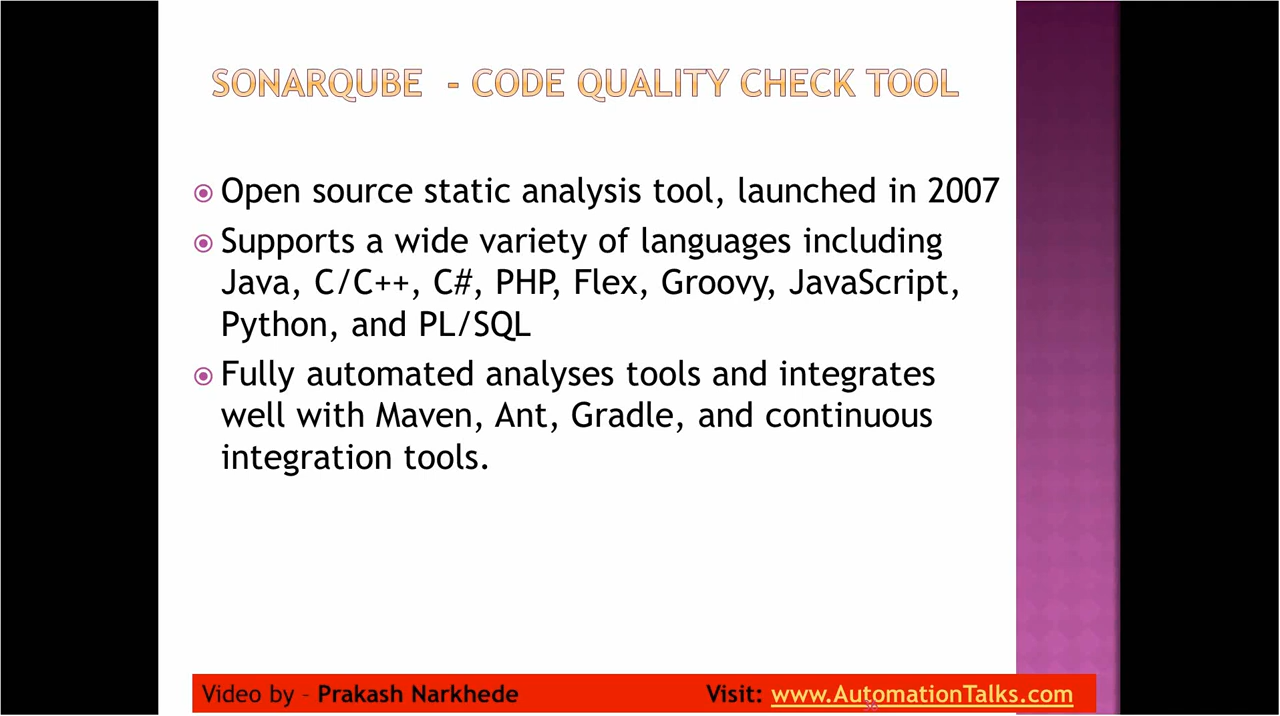 SONARQUBE - CODE QUALITY CHECK TOOL
Open source static analysis tool, launched in 2007
Supports a wide variety of languages including
Java, C/C++, C#, PHP, Flex, Groovy, JavaScript,
Python, and PL/SQL
Fully automated analyses tools and integrates
well with Maven, Ant, Gradle, and continuous
integration tools.
Video by - Prakash Narkhede Visit: www.AutomationTalks.com